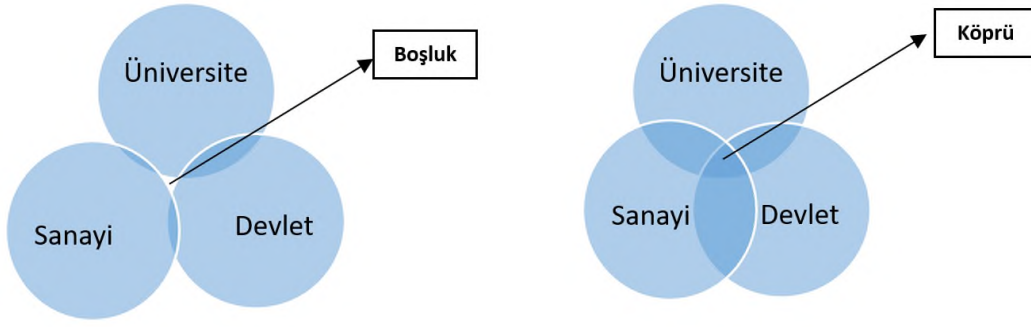 Üniversite
Boşluk
Sanayi
Devlet
Üniversite
Köprü
Sanayi
Devlet